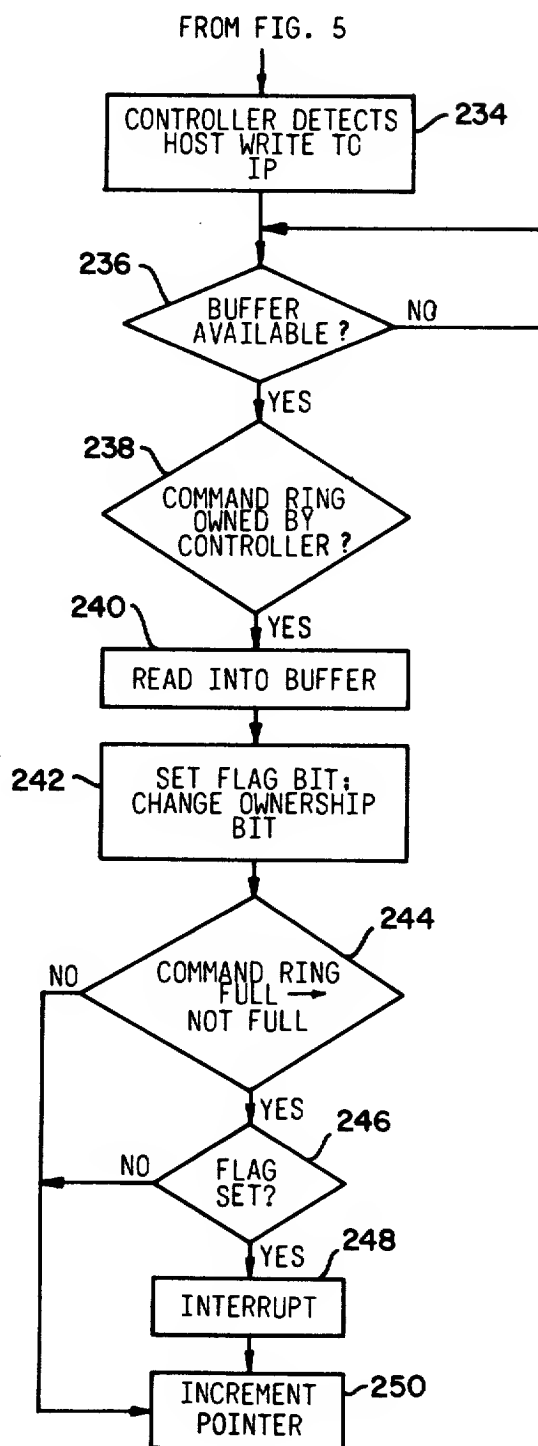 FROM FIG. 5
CONTROLLER DETECTS
HOST WRITE TO
IP
234
236
BUFFER
AVAILABLE?
NO
YES
238
COMMAND RING
OWNED BY
CONTROLLER?
240
YES
READ INTO BUFFER
242
SET FLAG BIT;
CHANGE OWNERSHIP
BIT
244
NO
COMMAND RING
FULL →
NOT FULL
YES
246
NO
FLAG
SET?
YES
248
INTERRUPT
INCREMENT
POINTER
250